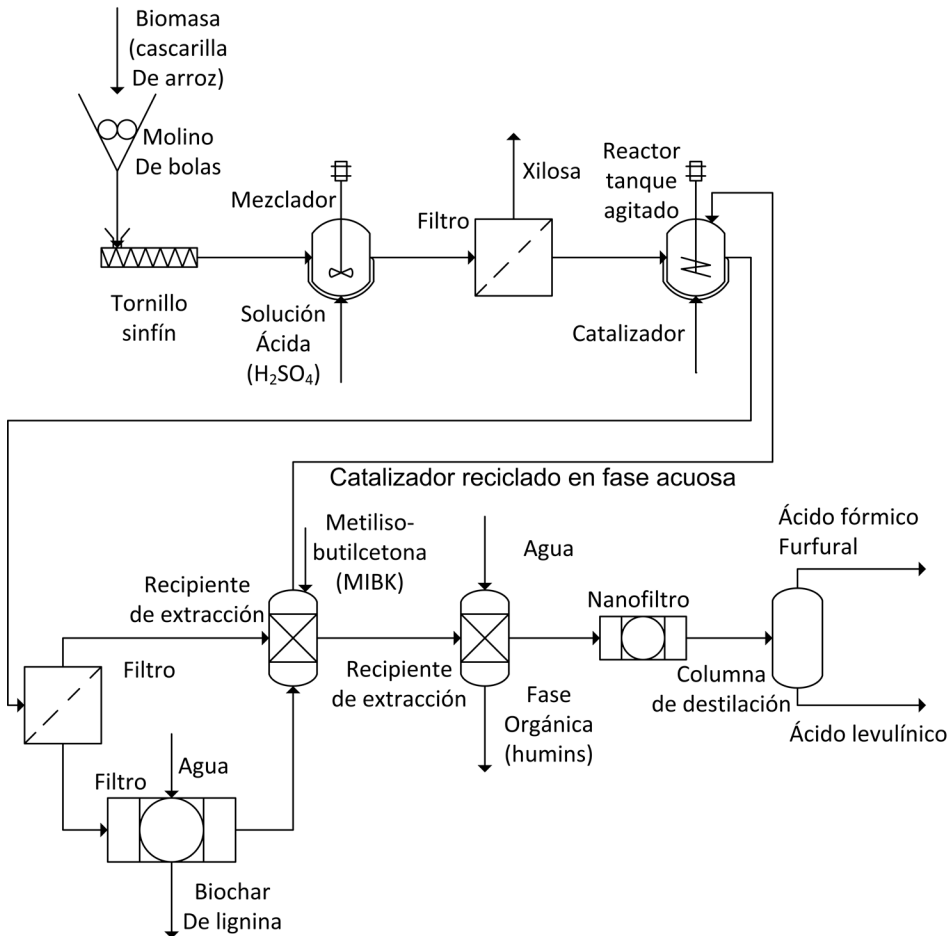 Biomasa
(cascarilla
De arroz)
Molino
De bolas
Tornillo
sinfín
Mezclador
Solución
Ácida
(H₂SO₄)
Filtro
Xilosa
Reactor
tanque
agitado
Catalizador
Catalizador reciclado en fase acuosa
Metiliso-
butilcetona
(MIBK)
Recipiente
de extracción
Filtro
Filtro
Agua
Biochar
De lignina
Agua
Recipiente
de extracción
Fase
Orgánica
(humins)
Nanofiltro
Columna
de destilación
Ácido fórmico
Furfural
Ácido levulínico